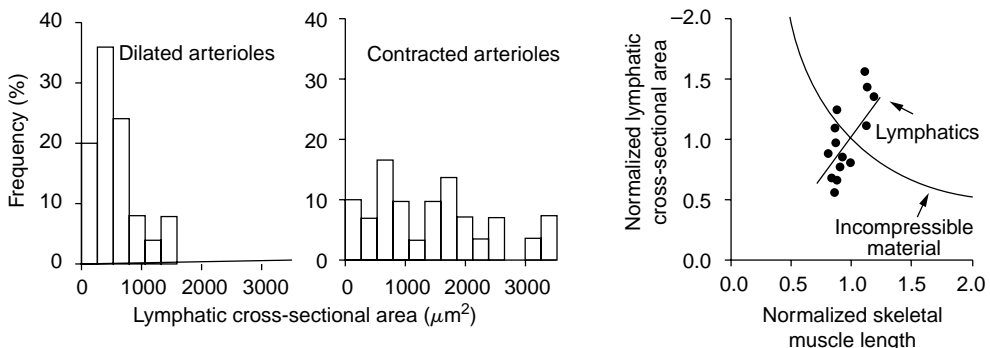 40
30
20
10
0
Frequency (%)
Dilated arterioles
0 1000 2000 3000
40
30
20
10
0
Contracted arterioles
0 1000 2000 3000
Lymphatic cross-sectional area (μm²)
–2.0
1.5
1.0
0.5
0.0
Normalized lymphatic
cross-sectional area
Lymphatics
Incompressible
material
0.0 0.5 1.0 1.5 2.0
Normalized skeletal
muscle length